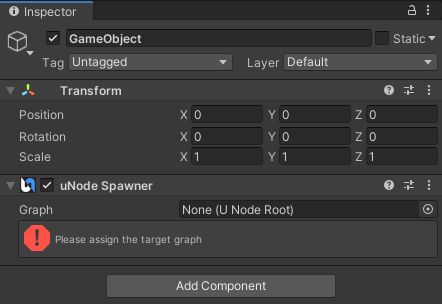 Inspector
GameObject
Static
Tag Untagged Layer Default
Transform
Position X 0 Y 0 Z 0
Rotation X 0 Y 0 Z 0
Scale X 1 Y 1 Z 1
uNode Spawner
Graph None (U Node Root)
Please assign the target graph
Add Component